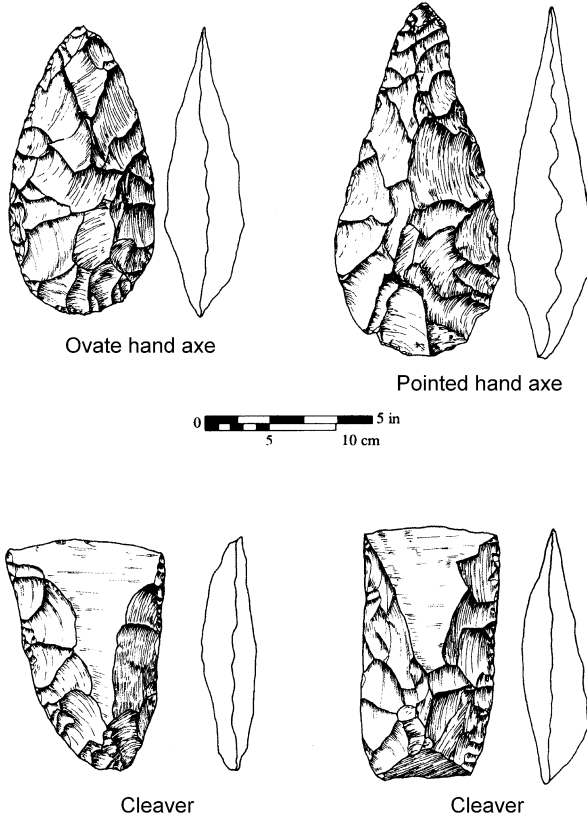 Ovate hand axe
Pointed hand axe
0 5 in
5 10 cm
Cleaver
Cleaver